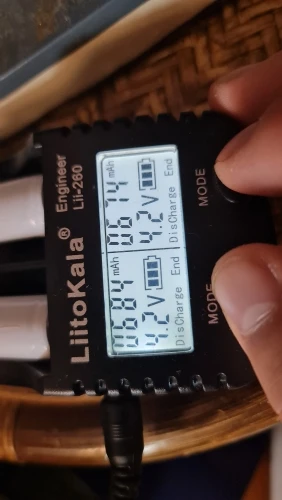 LiitoKala® Engineer
Lii-260
0684 mAh 0674 mAh
4.2V 4.2V
DisCharge End DisCharge End
MODE MODE